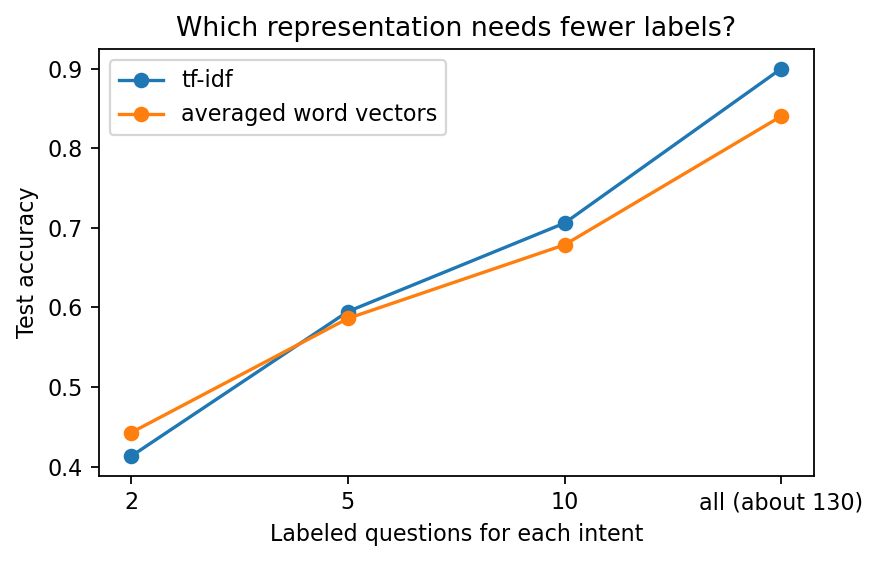 Which representation needs fewer labels?
tf-idf
averaged word vectors
0.9
0.8
0.7
0.6
0.5
0.4
Test accuracy
2
5
10
all (about 130)
Labeled questions for each intent